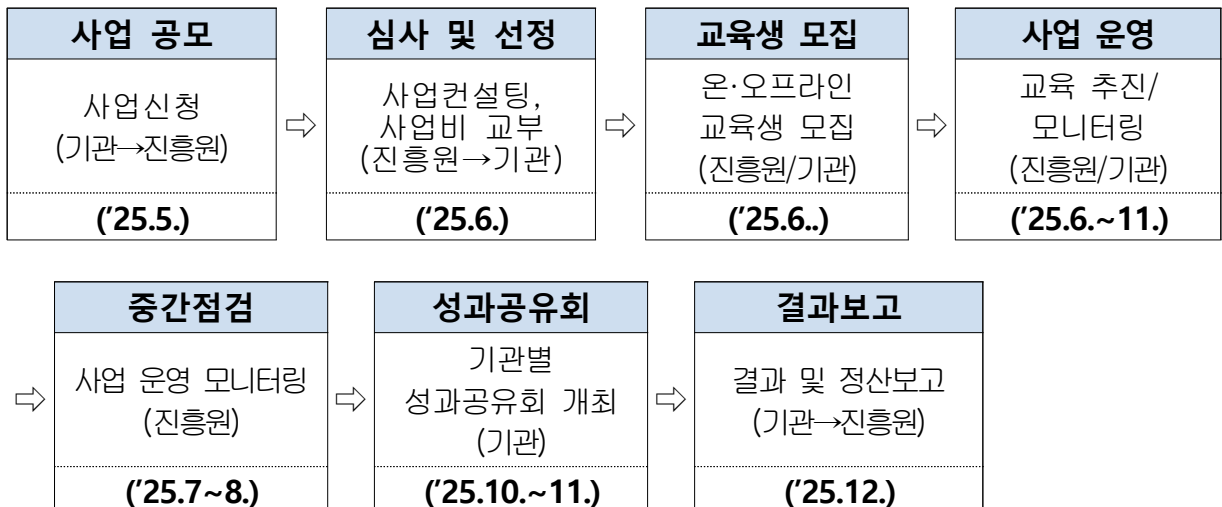 사업 공모
사업신청
(기관→진흥원)
('25.5.)
⇨
심사 및 선정
사업컨설팅,
사업비 교부
(진흥원→기관)
('25.6.)
⇨
교육생 모집
온·오프라인
교육생 모집
(진흥원/기관)
('25.6..)
⇨
사업 운영
교육 추진/
모니터링
(진흥원/기관)
('25.6.~11.)
⇨
중간점검
사업 운영 모니터링
(진흥원)
('25.7~8.)
⇨
성과공유회
기관별
성과공유회 개최
(기관)
('25.10.~11.)
⇨
결과보고
결과 및 정산보고
(기관→진흥원)
('25.12.)